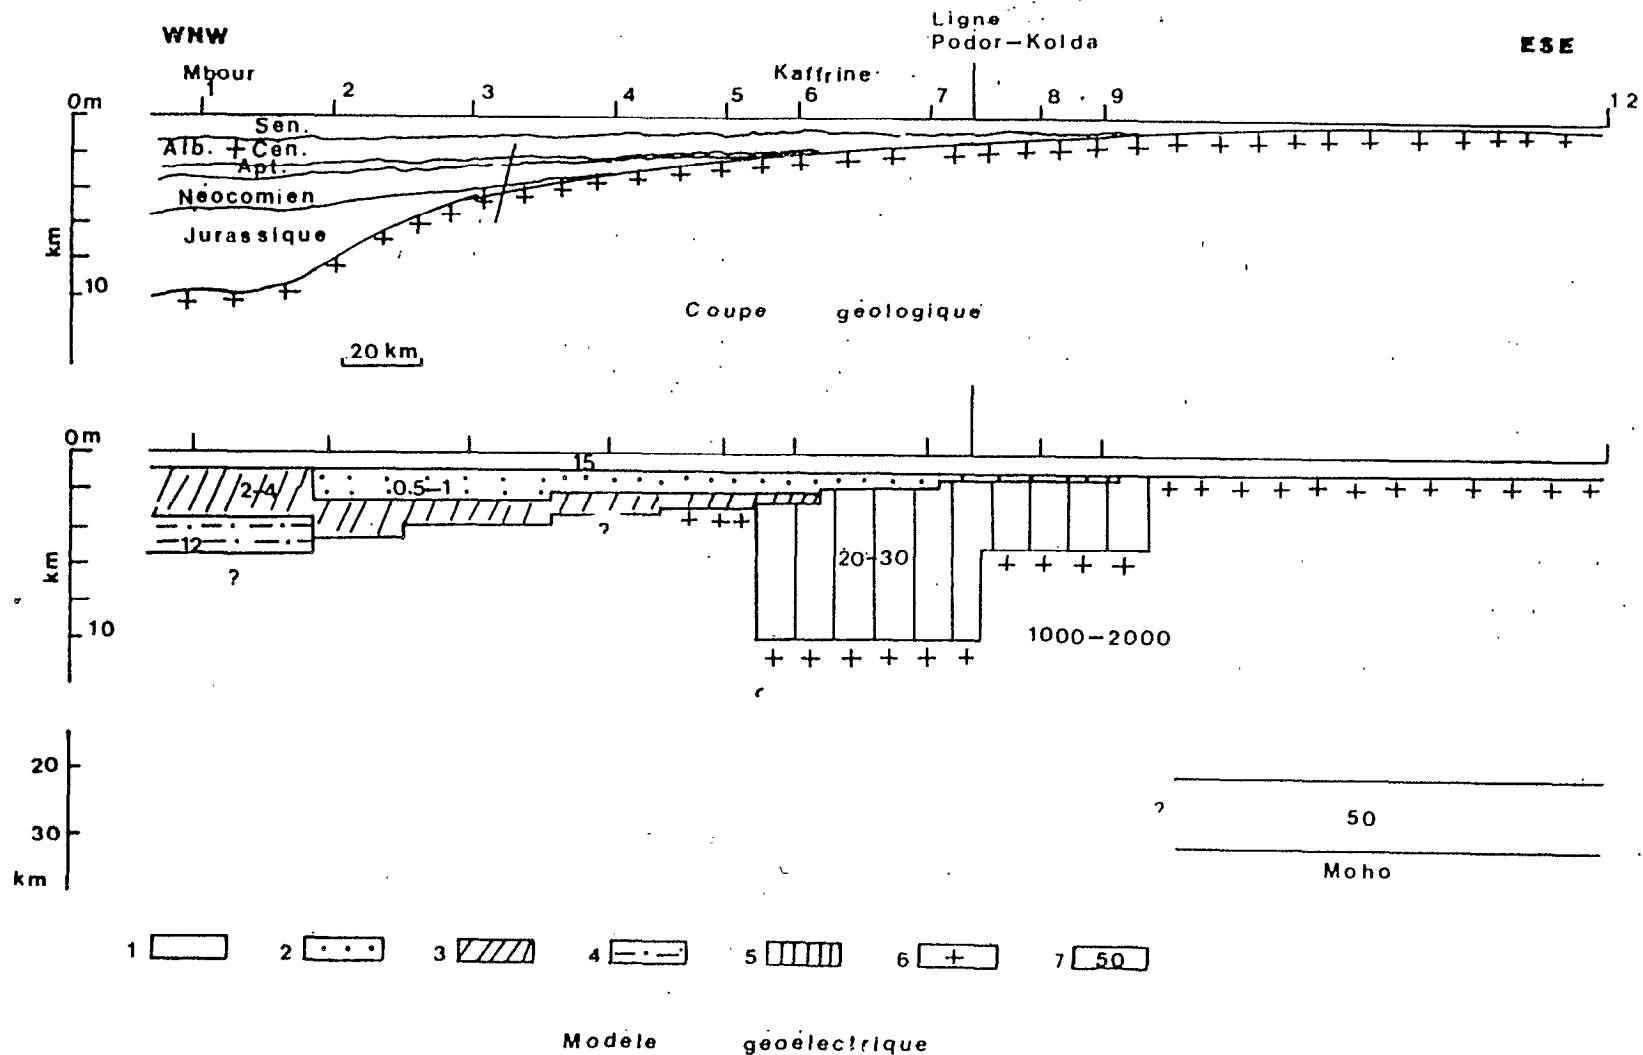 WNW
Ligne
Podor–Kolda
ESE
Mbour
Kaffrine
1 2 3 4 5 6 7 8 9 12
0m
Sen.
Alb. + Cen.
Apt.
Néocomien
Jurassique
km
10
Coupe géologique
20 km
0m
15
2-4
0.5-1
12
?
?
20-30
km
10
1000-2000
20
30
km
?
50
Moho
1 2 3 4 5 6 7 50
Modèle géoélectrique